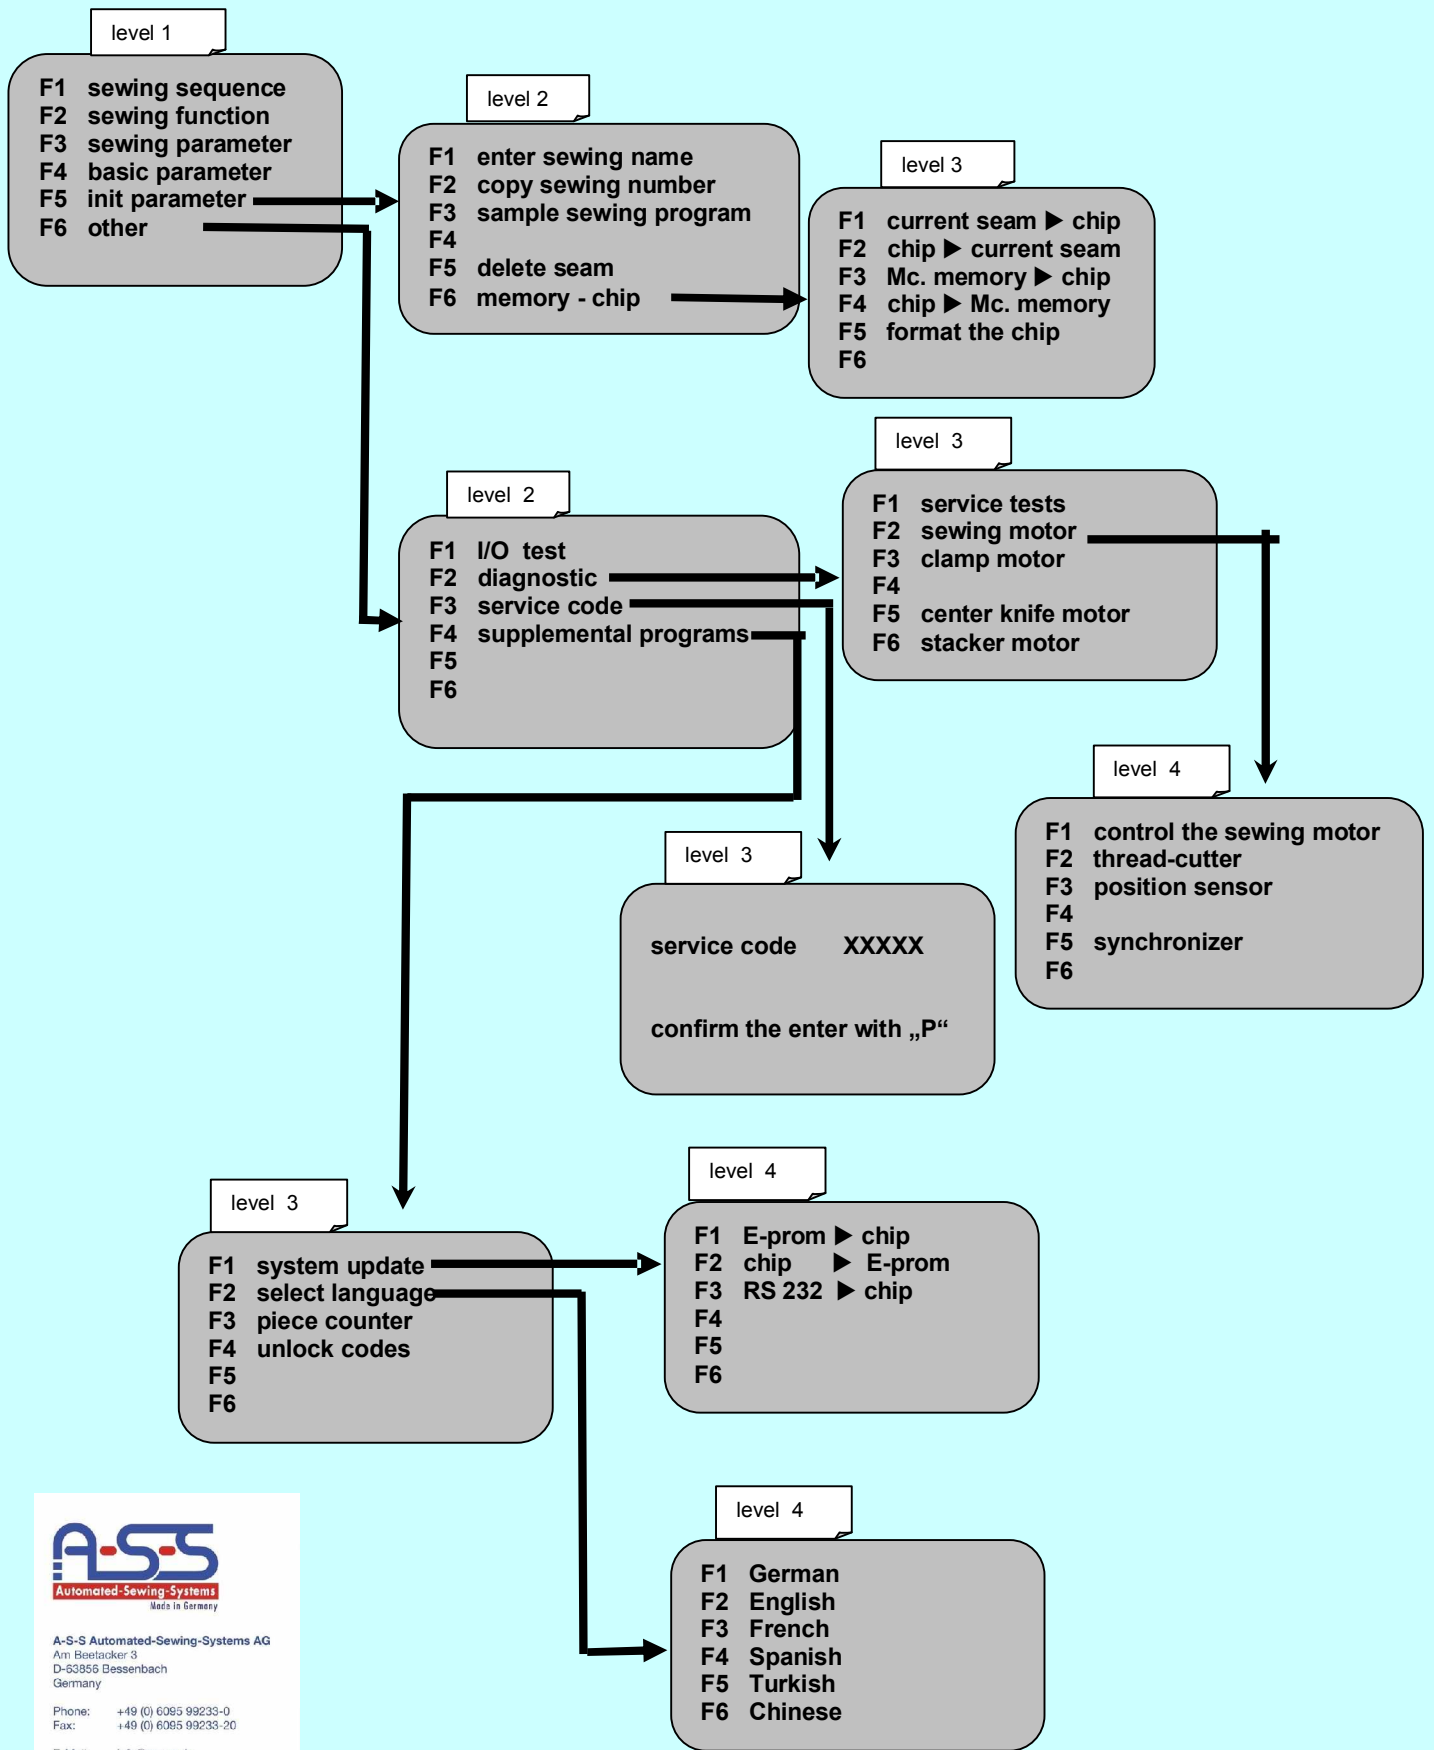 level 1
F1 sewing sequence
F2 sewing function
F3 sewing parameter
F4 basic parameter
F5 init parameter
F6 other
level 2
F1 enter sewing name
F2 copy sewing number
F3 sample sewing program
F4
F5 delete seam
F6 memory - chip
level 3
F1 current seam ▶ chip
F2 chip ▶ current seam
F3 Mc. memory ▶ chip
F4 chip ▶ Mc. memory
F5 format the chip
F6
level 2
F1 I/O test
F2 diagnostic
F3 service code
F4 supplemental programs
F5
F6
level 3
F1 service tests
F2 sewing motor
F3 clamp motor
F4
F5 center knife motor
F6 stacker motor
level 4
F1 control the sewing motor
F2 thread-cutter
F3 position sensor
F4
F5 synchronizer
F6
level 3
service code XXXXX
confirm the enter with „P“
level 3
F1 system update
F2 select language
F3 piece counter
F4 unlock codes
F5
F6
level 4
F1 E-prom ▶ chip
F2 chip ▶ E-prom
F3 RS 232 ▶ chip
F4
F5
F6
level 4
F1 German
F2 English
F3 French
F4 Spanish
F5 Turkish
F6 Chinese
A-S-S
Automated-Sewing-Systems
Made in Germany
A-S-S Automated-Sewing-Systems AG
Am Beetacker 3
D-63856 Bessenbach
Germany
Phone: +49 (0) 6095 99233-0
Fax: +49 (0) 6095 99233-20